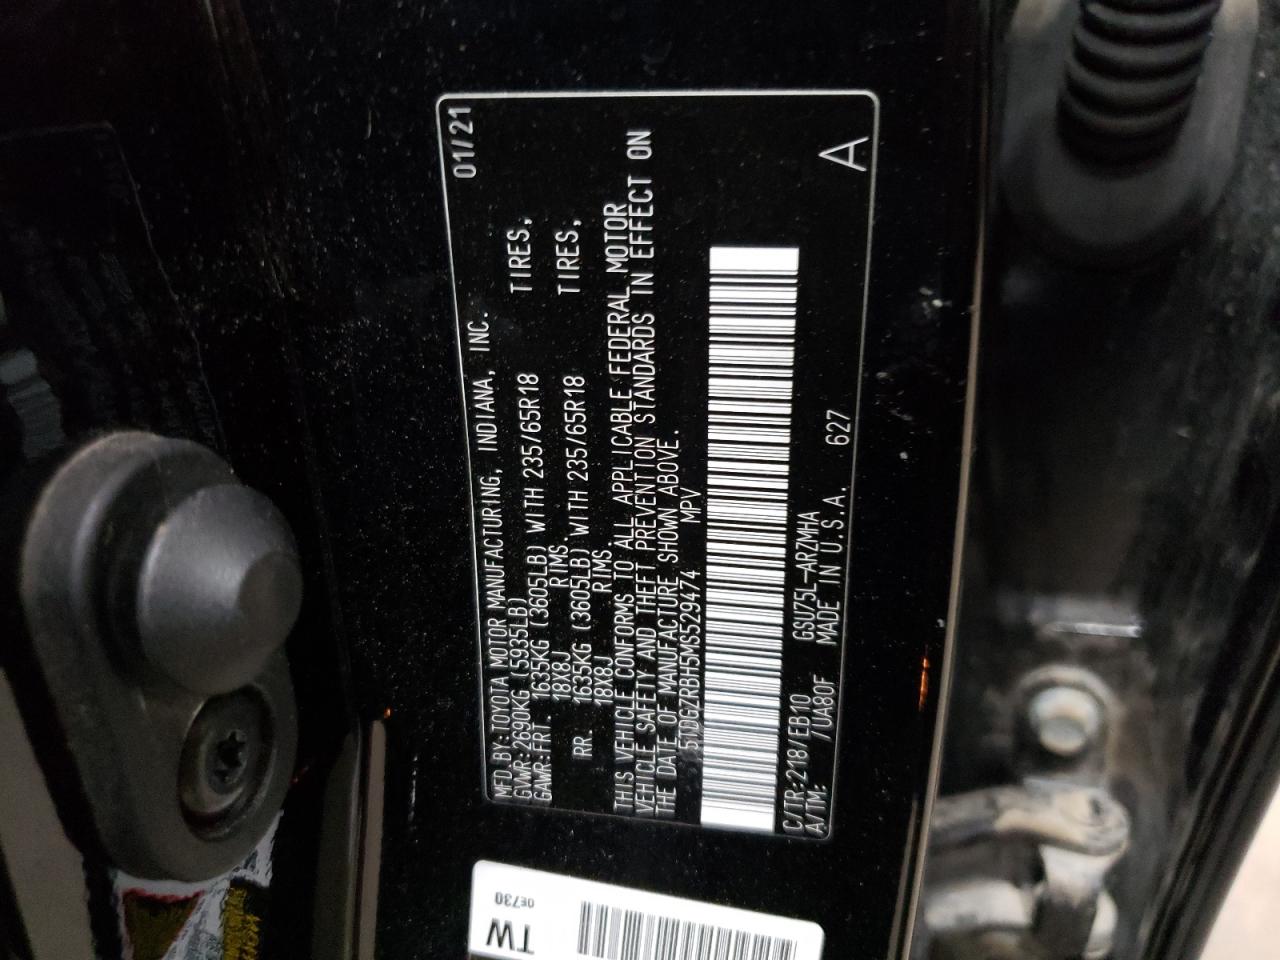 MFD.BY:TOYOTA MOTOR MANUFACTURING, INDIANA, INC. 01/21
GVWR:2690KG (5935LB)
GAWR:FRT. 1635KG (3605LB) WITH 235/65R18 TIRES,
18X8J RIMS,
RR. 1635KG (3605LB) WITH 235/65R18 TIRES,
18X8J RIMS,
THIS VEHICLE CONFORMS TO ALL APPLICABLE FEDERAL MOTOR
VEHICLE SAFETY AND THEFT PREVENTION STANDARDS IN EFFECT ON
THE DATE OF MANUFACTURE SHOWN ABOVE.
5TDGZRBH5MS529474 MPV
C/TR:218/EB10 GSU75L-ARZMHA
A/TM: /UA80F MADE IN U.S.A. 627 A
TW
0E730